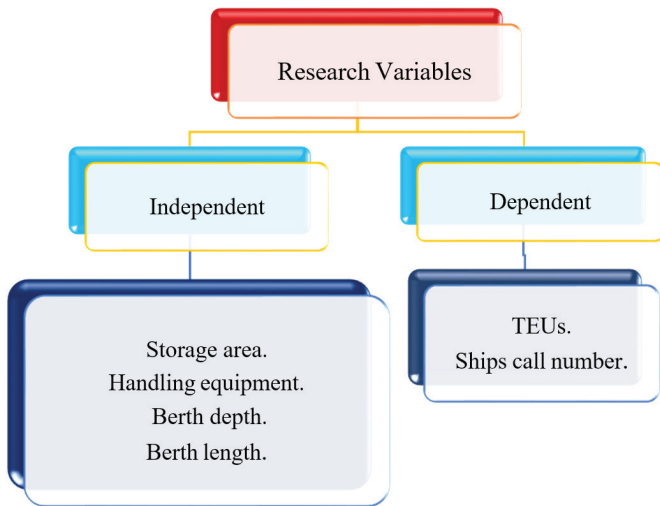 Research Variables
Independent
Dependent
Storage area.
Handling equipment.
Berth depth.
Berth length.
TEUs.
Ships call number.